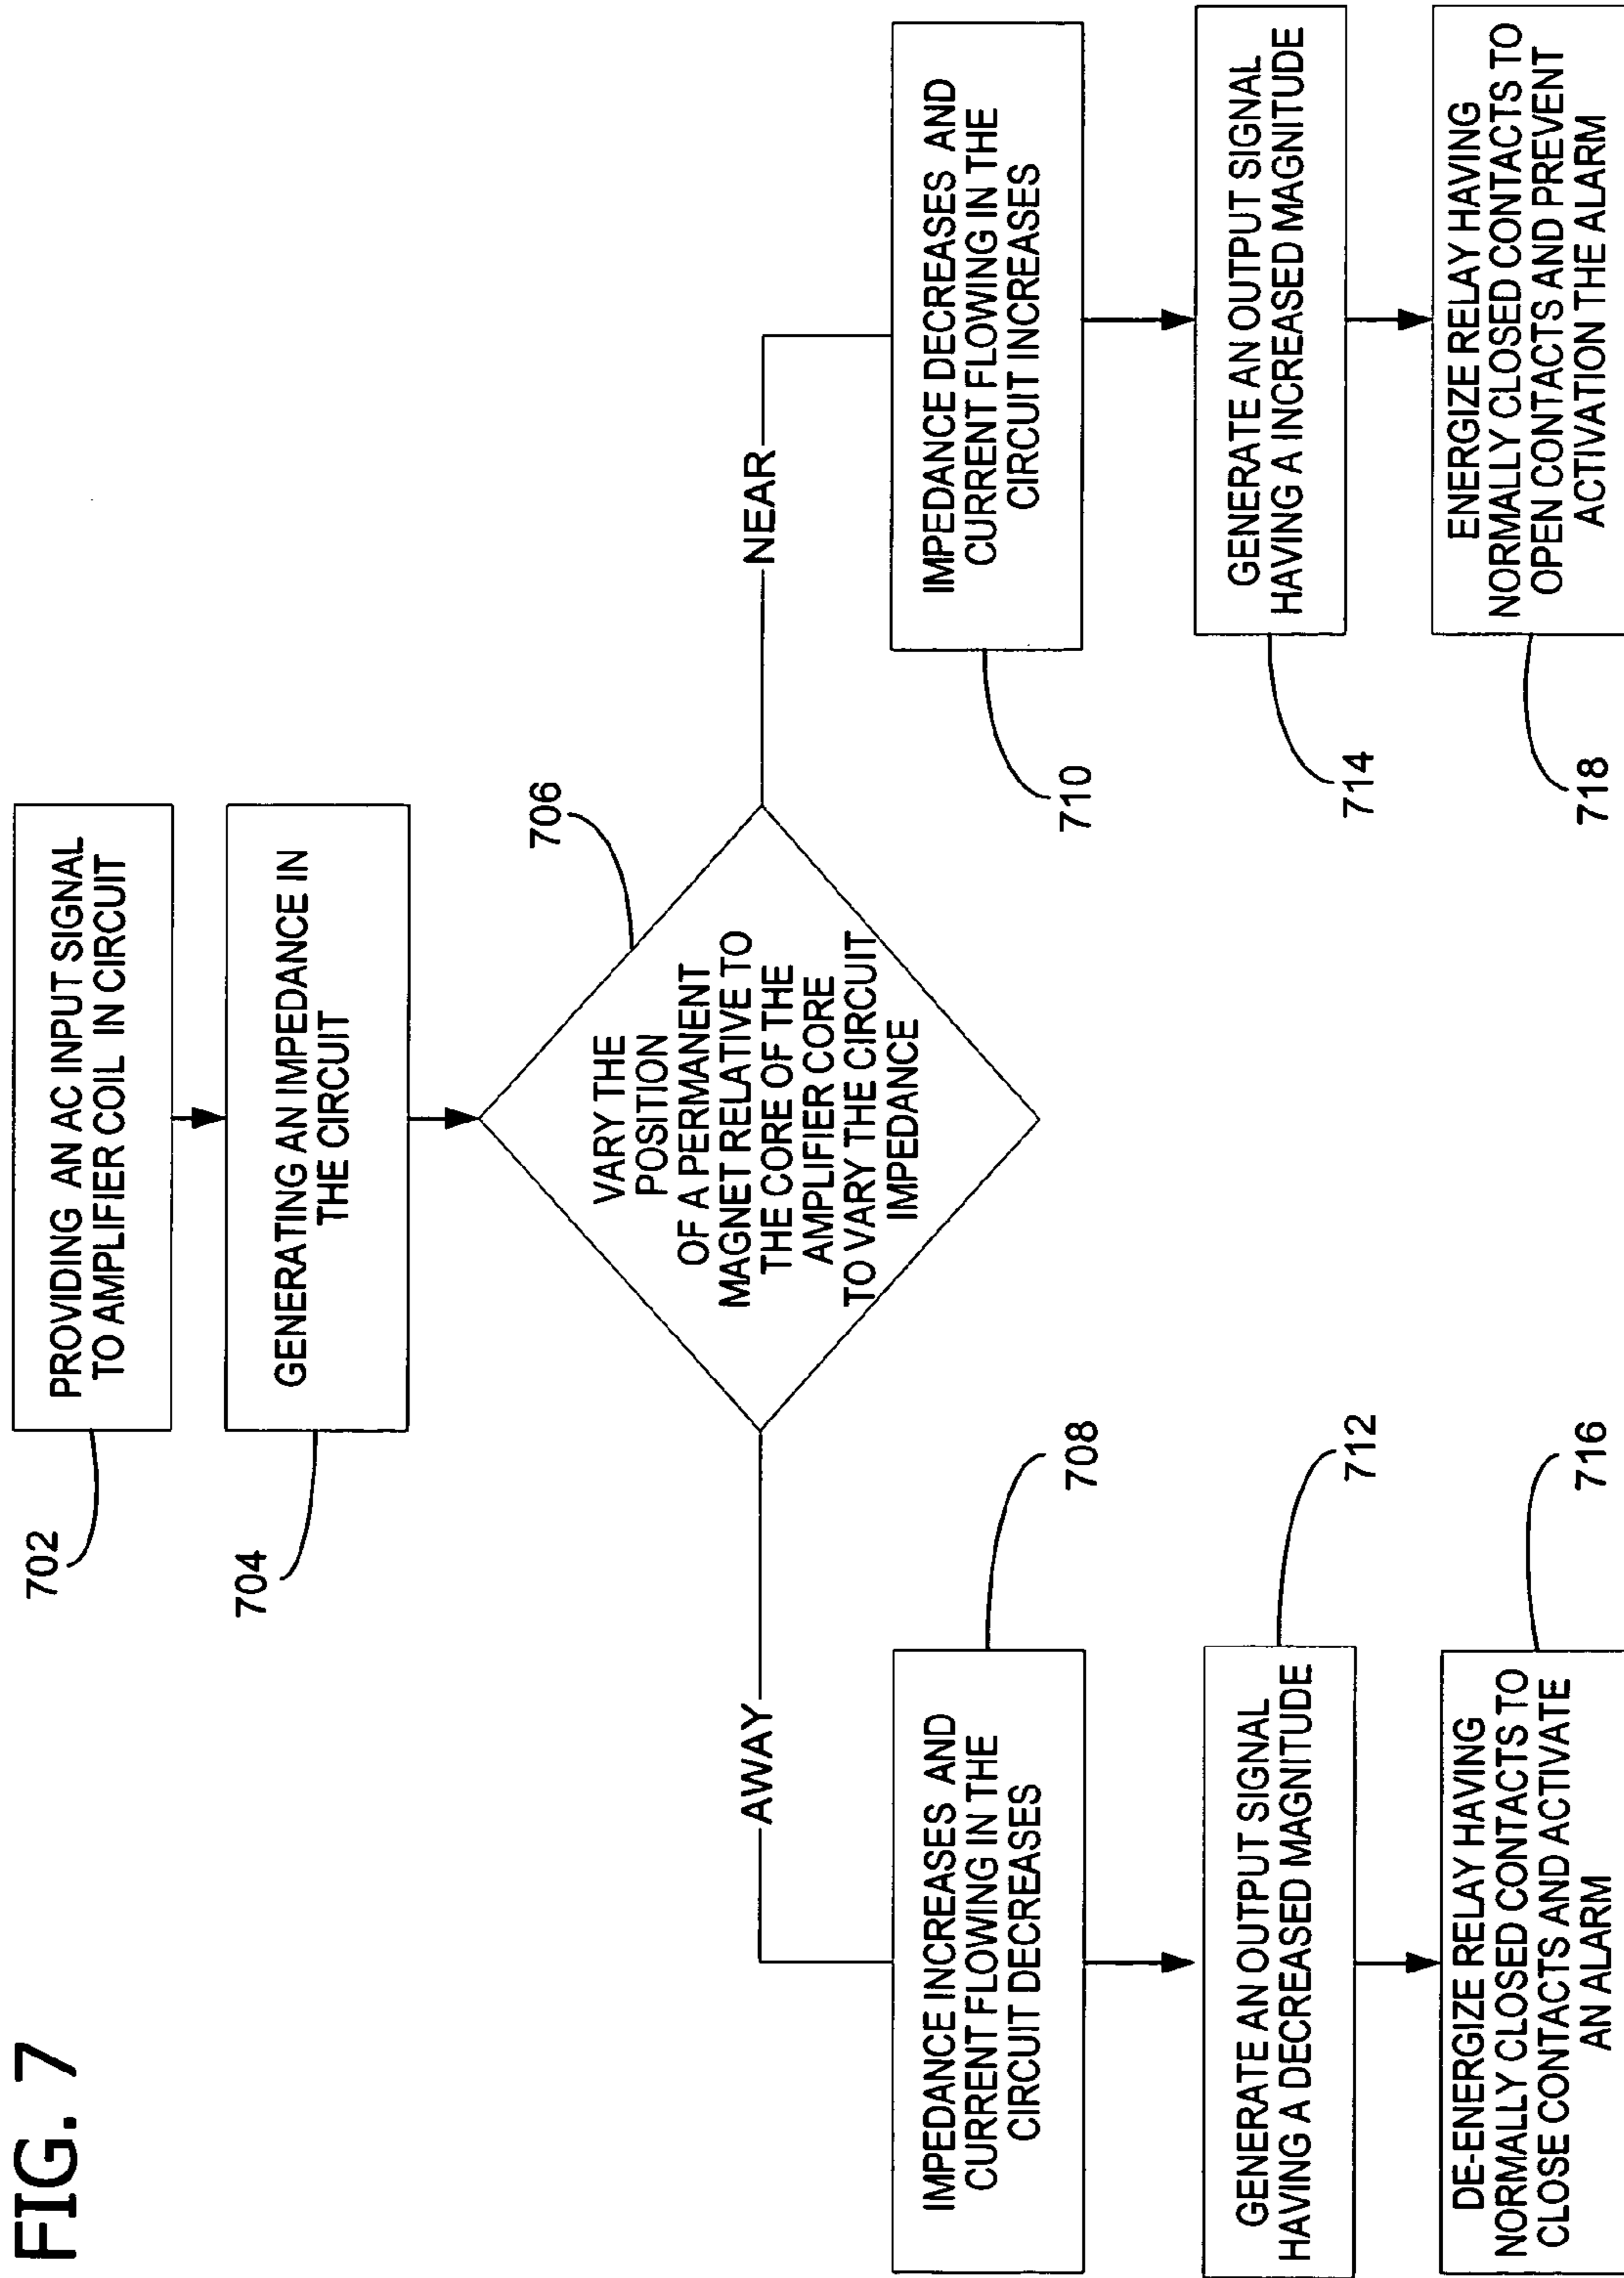 FIG. 7
702
PROVIDING AN AC INPUT SIGNAL
TO AMPLIFIER COIL IN CIRCUIT
704
GENERATING AN IMPEDANCE IN
THE CIRCUIT
706
VARY THE
POSITION
OF A PERMANENT
MAGNET RELATIVE TO
THE CORE OF THE
AMPLIFIER CORE
TO VARY THE CIRCUIT
IMPEDANCE
AWAY
NEAR
IMPEDANCE INCREASES AND
CURRENT FLOWING IN THE
CIRCUIT DECREASES
708
IMPEDANCE DECREASES AND
CURRENT FLOWING IN THE
CIRCUIT INCREASES
710
GENERATE AN OUTPUT SIGNAL
HAVING A DECREASED MAGNITUDE
712
GENERATE AN OUTPUT SIGNAL
HAVING A INCREASED MAGNITUDE
714
DE-ENERGIZE RELAY HAVING
NORMALLY CLOSED CONTACTS TO
CLOSE CONTACTS AND ACTIVATE
AN ALARM
716
ENERGIZE RELAY HAVING
NORMALLY CLOSED CONTACTS TO
OPEN CONTACTS AND PREVENT
ACTIVATION THE ALARM
718